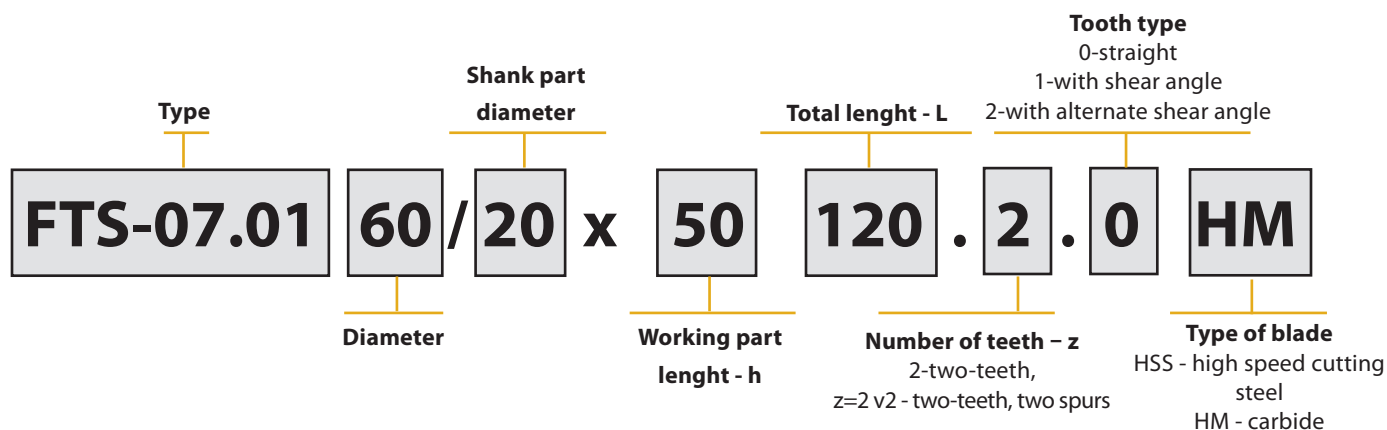 Tooth type
0-straight
1-with shear angle
2-with alternate shear angle
Shank part
diameter
Type
Total lenght - L
FTS-07.01 60/20 x 50 120.2.0 HM
Diameter
Working part
lenght - h
Number of teeth – z
2-two-teeth,
z=2 v2 - two-teeth, two spurs
Type of blade
HSS - high speed cutting
steel
HM - carbide